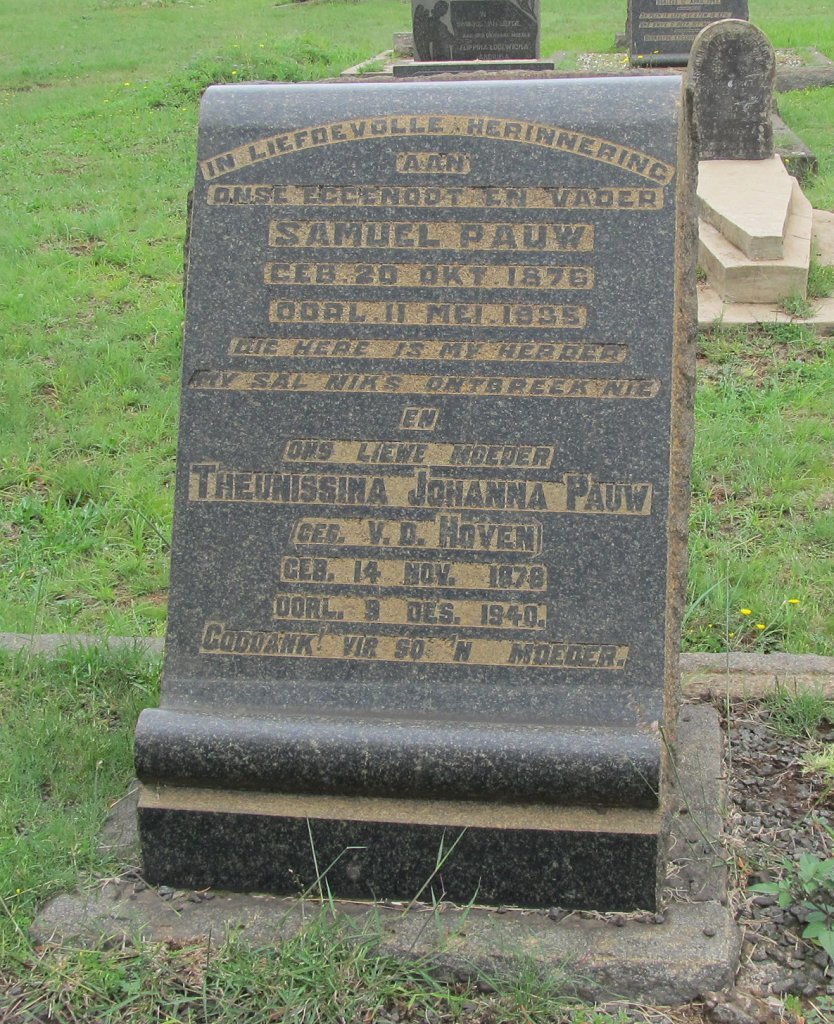 IN LIEFDEVOLLE HERINNERING
AAN
ONSE EGGENOOT EN VADER
SAMUEL PAUW
GEB. 20 OKT. 1876
OORL. 11 MEI. 1935
DIE HERE IS MY HERDER
MY SAL NIKS ONTBREEK NIE
EN
ONS LIEWE MOEDER
THEUNISSINA JOHANNA PAUW
GEB. V.D. HOVEN
GEB. 14 NOV. 1878
OORL. 9 DES. 1940.
GODDANK! VIR SO 'N MOEDER.